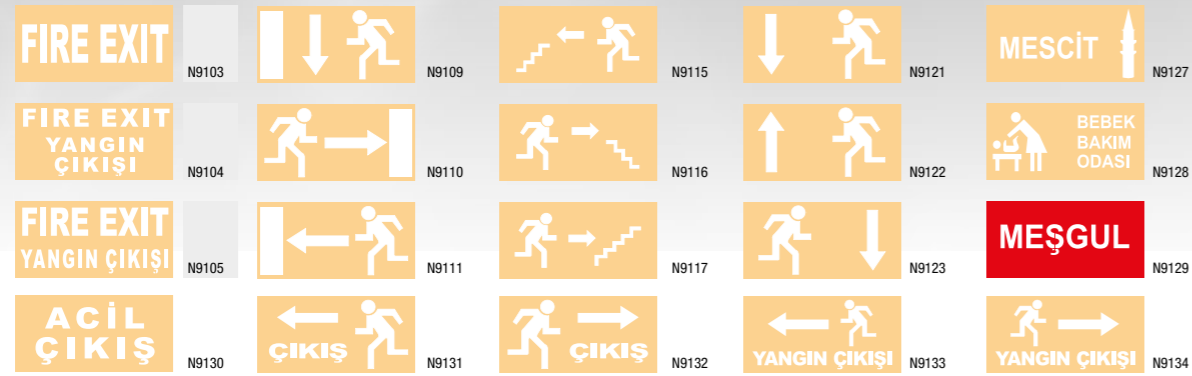 FIRE EXIT
N9103
N9109
N9115
N9121
MESCİT
N9127
FIRE EXIT
YANGIN
ÇIKIŞI
N9104
N9110
N9116
N9122
BEBEK
BAKIM
ODASI
N9128
FIRE EXIT
YANGIN ÇIKIŞI
N9105
N9111
N9117
N9123
MEŞGUL
N9129
ACİL
ÇIKIŞ
N9130
ÇIKIŞ
N9131
ÇIKIŞ
N9132
YANGIN ÇIKIŞI
N9133
YANGIN ÇIKIŞI
N9134